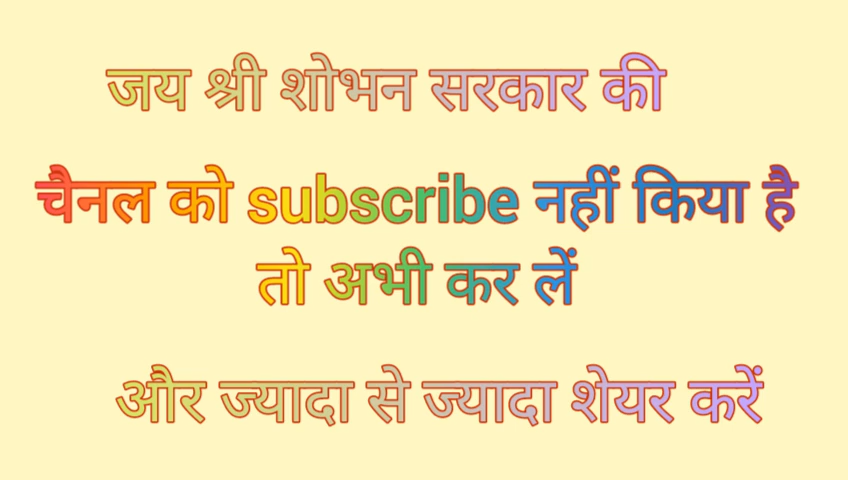 जय श्री शोभन सरकार की
चैनल को subscribe नहीं किया है
तो अभी कर लें
और ज्यादा से ज्यादा शेयर करें